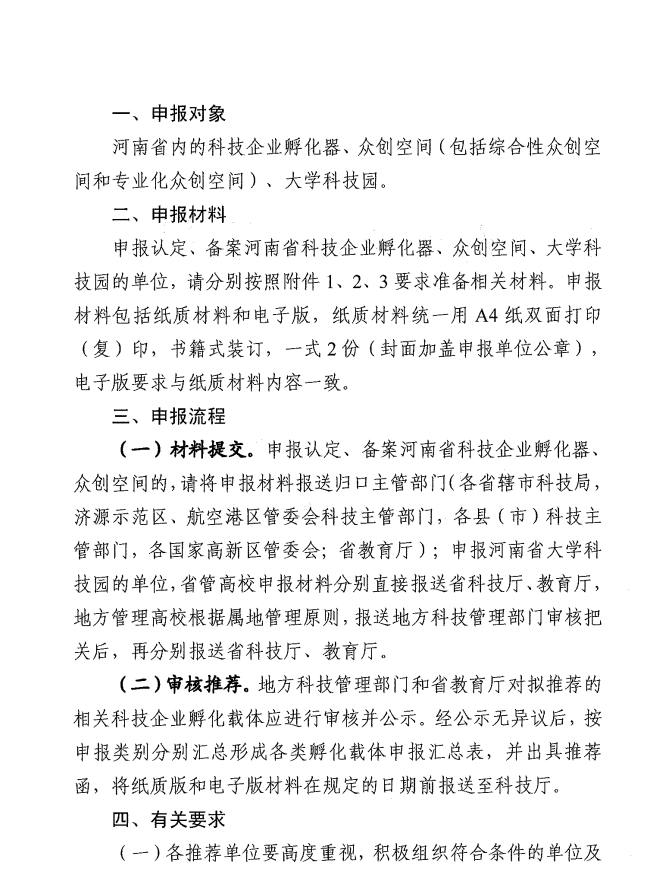 一、申报对象
河南省内的科技企业孵化器、众创空间（包括综合性众创空
间和专业化众创空间）、大学科技园。
二、申报材料
申报认定、备案河南省科技企业孵化器、众创空间、大学科
技园的单位，请分别按照附件 1、2、3 要求准备相关材料。申报
材料包括纸质材料和电子版，纸质材料统一用 A4 纸双面打印
（复）印，书籍式装订，一式 2 份（封面加盖申报单位公章），
电子版要求与纸质材料内容一致。
三、申报流程
（一）材料提交。申报认定、备案河南省科技企业孵化器、
众创空间的，请将申报材料报送归口主管部门（各省辖市科技局，
济源示范区、航空港区管委会科技主管部门，各县（市）科技主
管部门，各国家高新区管委会；省教育厅）；申报河南省大学科
技园的单位，省管高校申报材料分别直接报送省科技厅、教育厅，
地方管理高校根据属地管理原则，报送地方科技管理部门审核把
关后，再分别报送省科技厅、教育厅。
（二）审核推荐。地方科技管理部门和省教育厅对拟推荐的
相关科技企业孵化载体应进行审核并公示。经公示无异议后，按
申报类别分别汇总形成各类孵化载体申报汇总表，并出具推荐
函，将纸质版和电子版材料在规定的日期前报送至科技厅。
四、有关要求
（一）各推荐单位要高度重视，积极组织符合条件的单位及